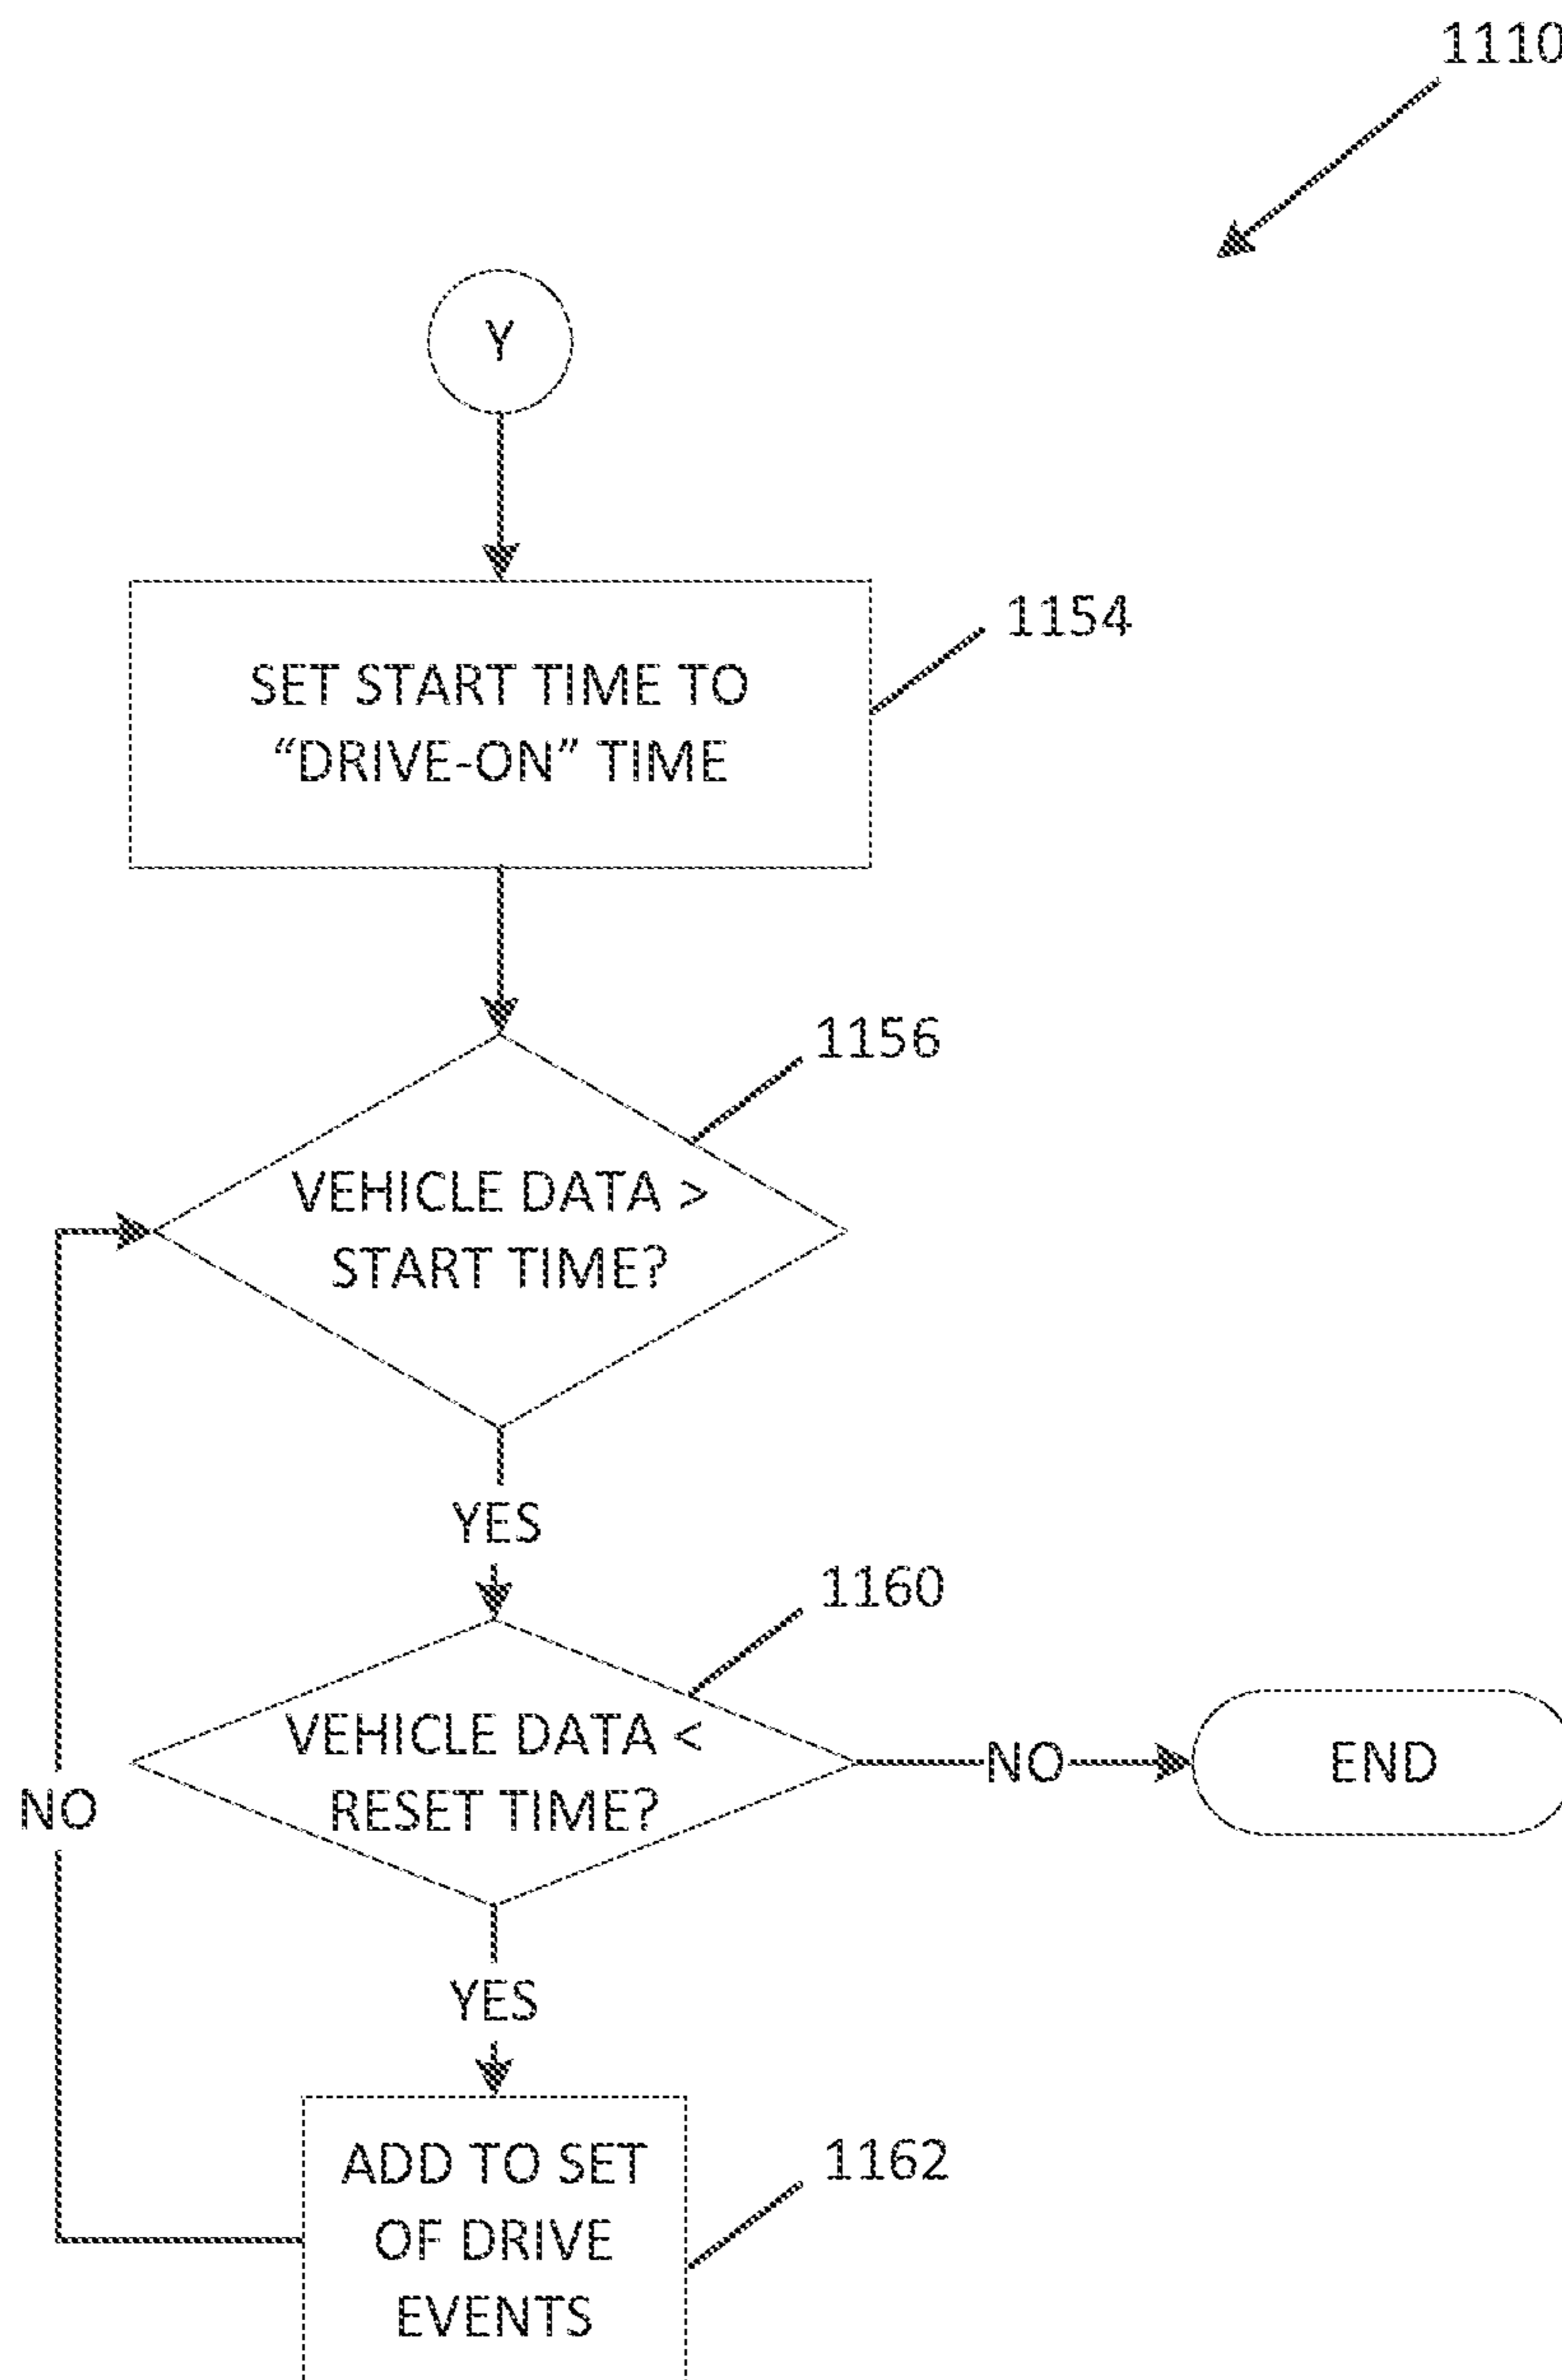 1110
Y
SET START TIME TO
“DRIVE-ON” TIME
1154
1156
VEHICLE DATA >
START TIME?
YES
1160
VEHICLE DATA <
RESET TIME?
NO
END
NO
YES
ADD TO SET
OF DRIVE
EVENTS
1162